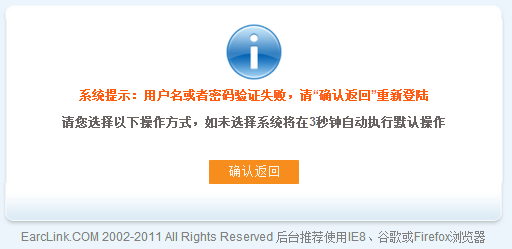 系统提示：用户名或者密码验证失败，请“确认返回”重新登陆
请您选择以下操作方式，如未选择系统将在3秒钟自动执行默认操作
确认返回
EarcLink.COM 2002-2011 All Rights Reserved 后台推荐使用IE8、谷歌或Firefox浏览器